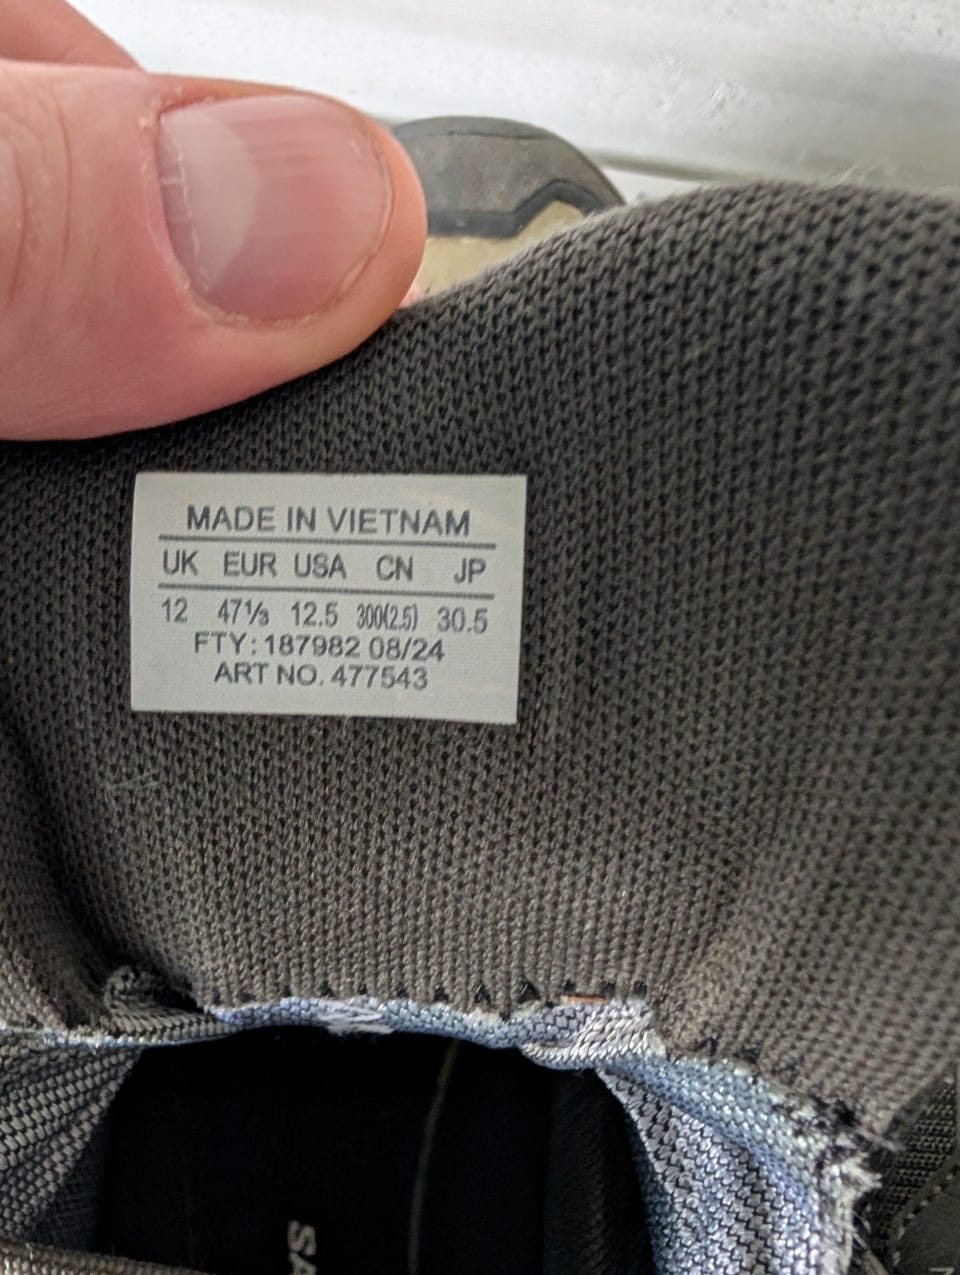 MADE IN VIETNAM
UK EUR USA CN JP
12 47⅓ 12.5 300(2.5) 30.5
FTY: 187982 08/24
ART NO. 477543
SA